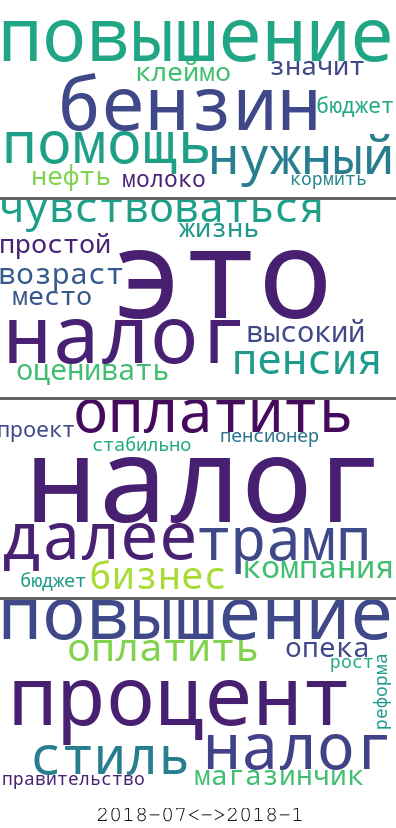 повышение
клеймо значит
бензин бюджет
помощь нужный
нефть молоко кормить
чувствоваться
простой жизнь
возраст это
место
налог высокий
оценивать пенсия
оплатить
проект стабильно пенсионер
налог
далее трамп
бюджет бизнес компания
повышение
оплатить опека
рост
процент реформа
стиль налог
правительство магазинчик
2018-07<->2018-1